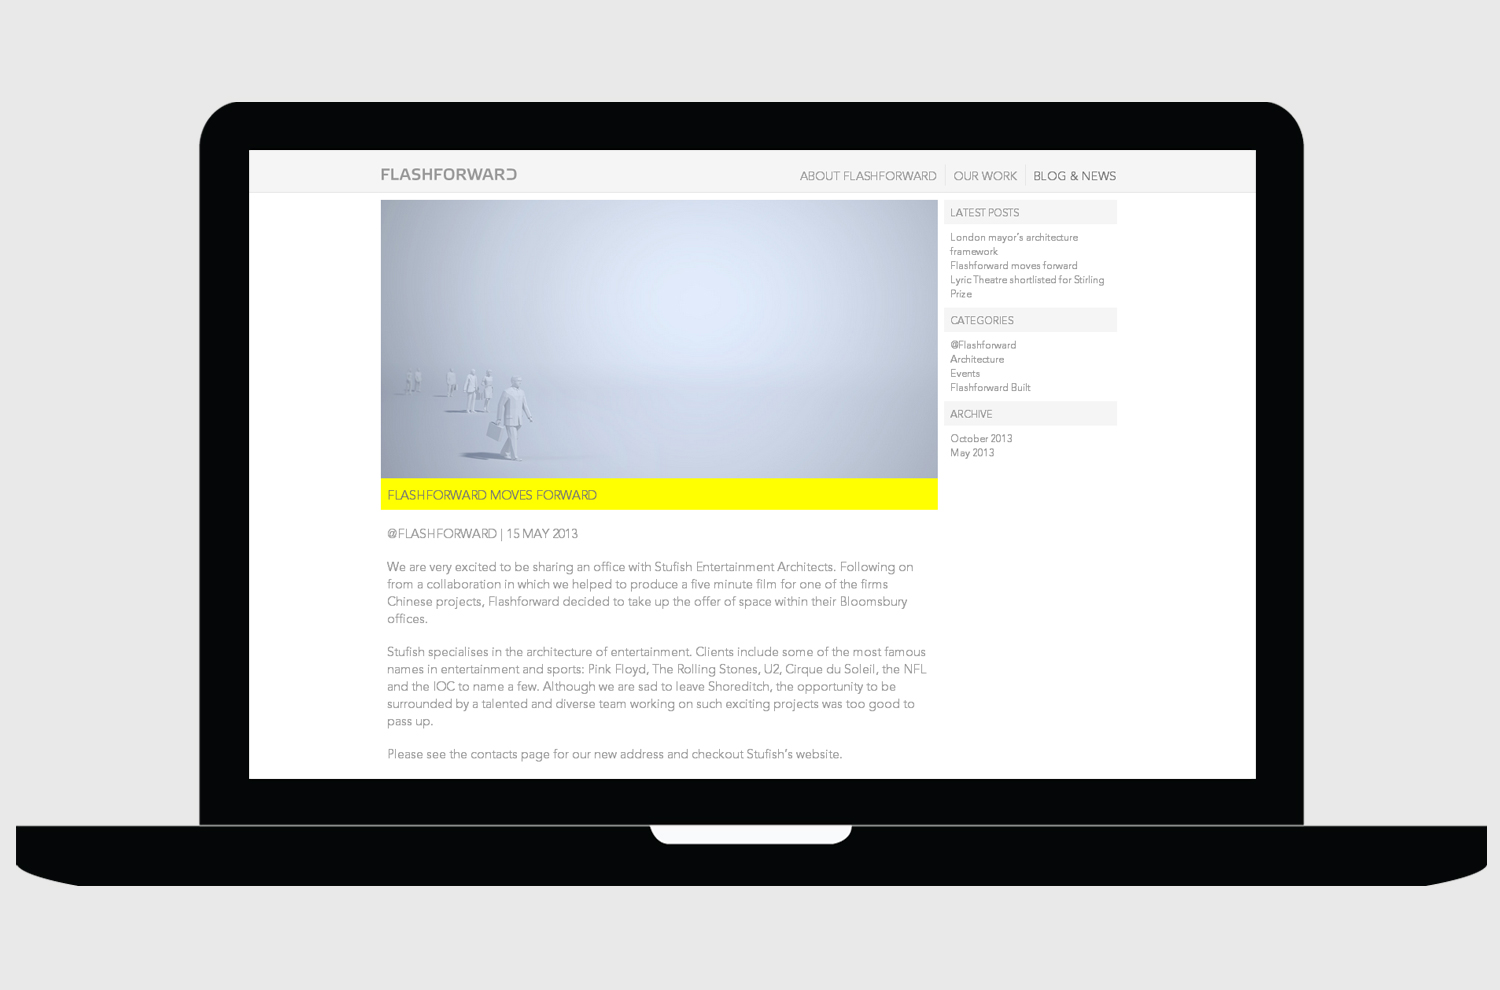 FLASHFORWARD
ABOUT FLASHFORWARD
OUR WORK
BLOG & NEWS
FLASHFORWARD MOVES FORWARD
@FLASHFORWARD | 15 MAY 2013
We are very excited to be sharing an office with Stufish Entertainment Architects. Following on
from a collaboration in which we helped to produce a five minute film for one of the firms
Chinese projects, Flashforward decided to take up the offer of space within their Bloomsbury
offices.
Stufish specialises in the architecture of entertainment. Clients include some of the most famous
names in entertainment and sports: Pink Floyd, The Rolling Stones, U2, Cirque du Soleil, the NFL
and the IOC to name a few. Although we are sad to leave Shoreditch, the opportunity to be
surrounded by a talented and diverse team working on such exciting projects was too good to
pass up.
Please see the contacts page for our new address and checkout Stufish's website.
LATEST POSTS
London mayor's architecture
framework
Flashforward moves forward
Lyric Theatre shortlisted for Stirling
Prize
CATEGORIES
@Flashforward
Architecture
Events
Flashforward Built
ARCHIVE
October 2013
May 2013